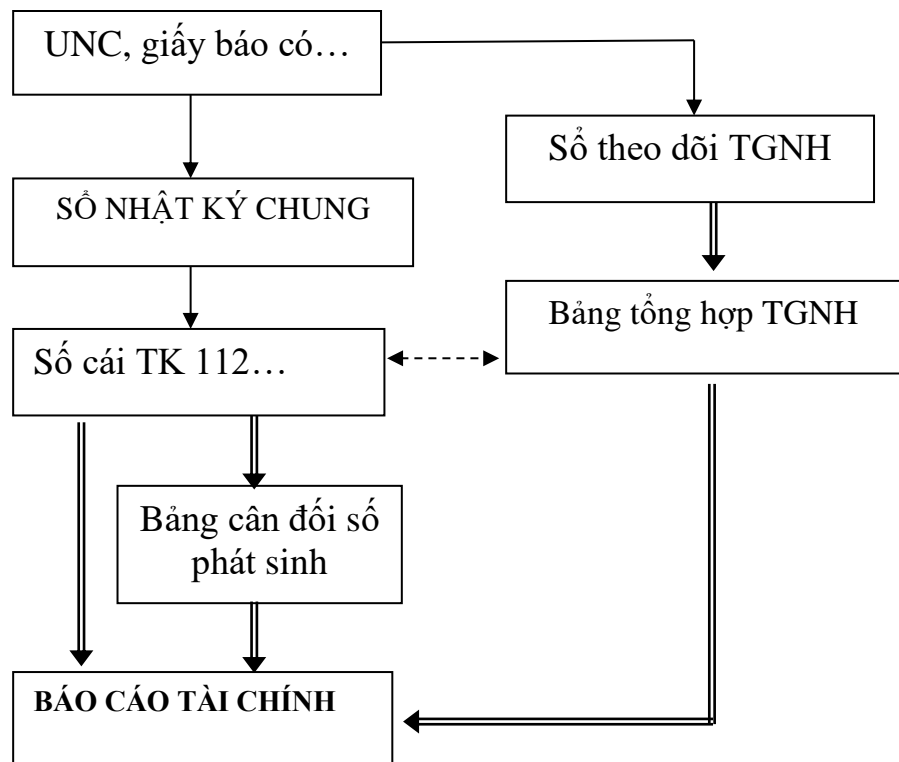 UNC, giấy báo có…
Sổ theo dõi TGNH
SỔ NHẬT KÝ CHUNG
Bảng tổng hợp TGNH
Số cái TK 112…
Bảng cân đối số
phát sinh
BÁO CÁO TÀI CHÍNH